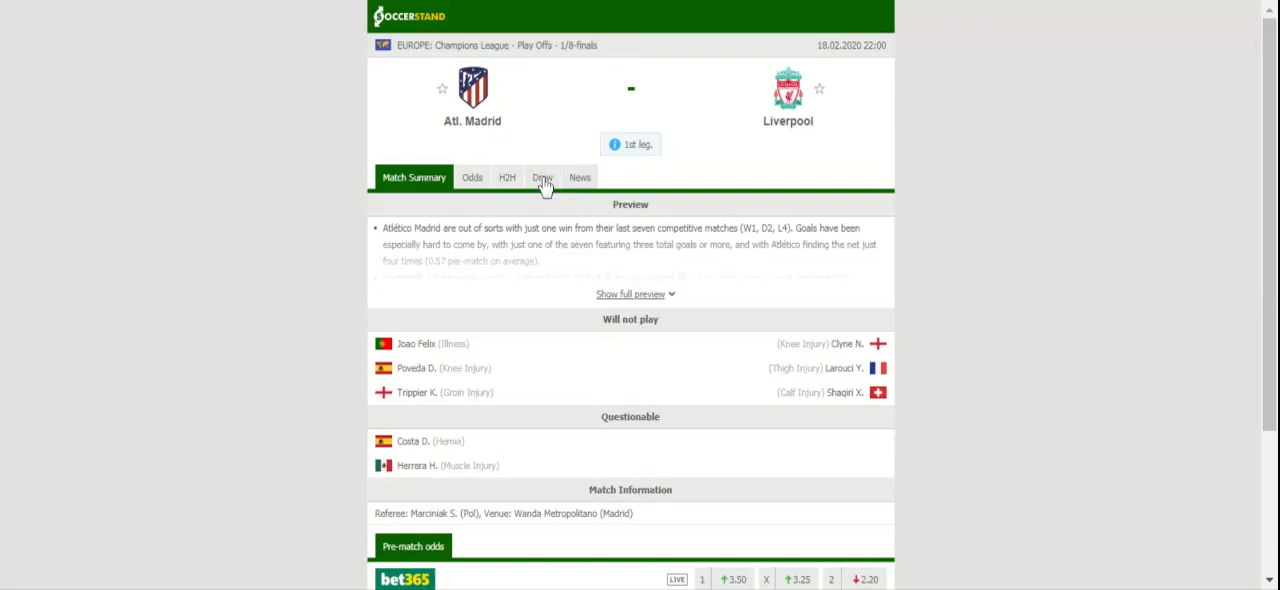 SOCCERSTAND
EUROPE: Champions League - Play Offs - 1/8-finals 18.02.2020 22:00
-
Atl. Madrid Liverpool
1st leg.
Match Summary Odds H2H Draw News
Preview
• Atlético Madrid are out of sorts with just one win from their last seven competitive matches (W1, D2, L4). Goals have been
especially hard to come by, with just one of the seven featuring three total goals or more, and with Atlético finding the net just
four times (0.57 per-match on average).
Show full preview
Will not play
Joao Felix (Illness) (Knee Injury) Clyne N.
Poveda D. (Knee Injury) (Thigh Injury) Larouci Y.
Trippier K. (Groin Injury) (Calf Injury) Shaqiri X.
Questionable
Costa D. (Hernia)
Herrera H. (Muscle Injury)
Match Information
Referee: Marciniak S. (Pol), Venue: Wanda Metropolitano (Madrid)
Pre-match odds
bet365 LIVE 1 3.50 X 3.25 2 2.20